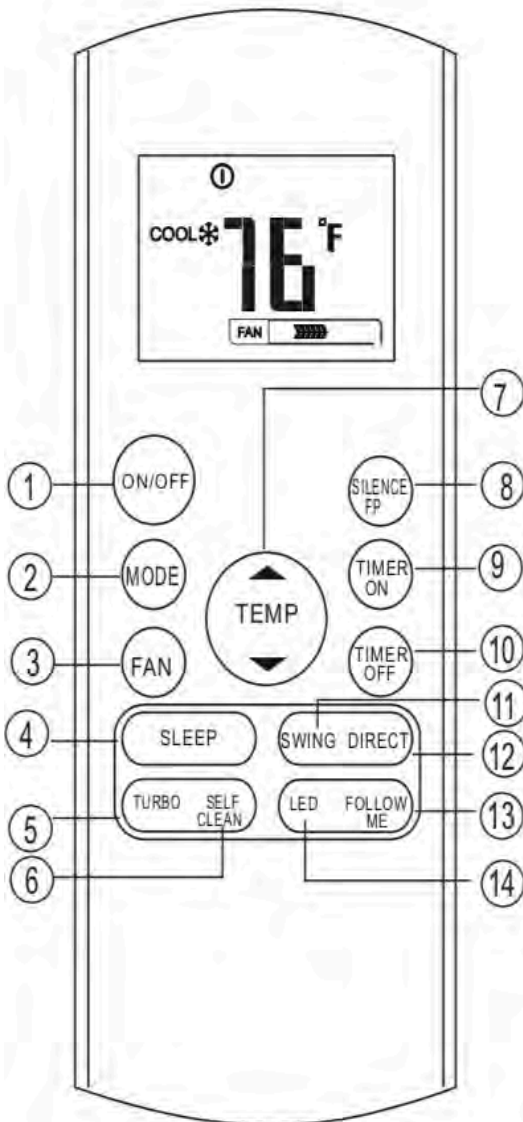 COOL 76 °F
FAN
7
1
ON/OFF
SILENCE
FP
8
2
MODE
TEMP
TIMER
ON
9
3
FAN
TIMER
OFF
10
11
4
SLEEP
SWING DIRECT
12
5
TURBO SELF
CLEAN
LED FOLLOW
ME
13
6
14